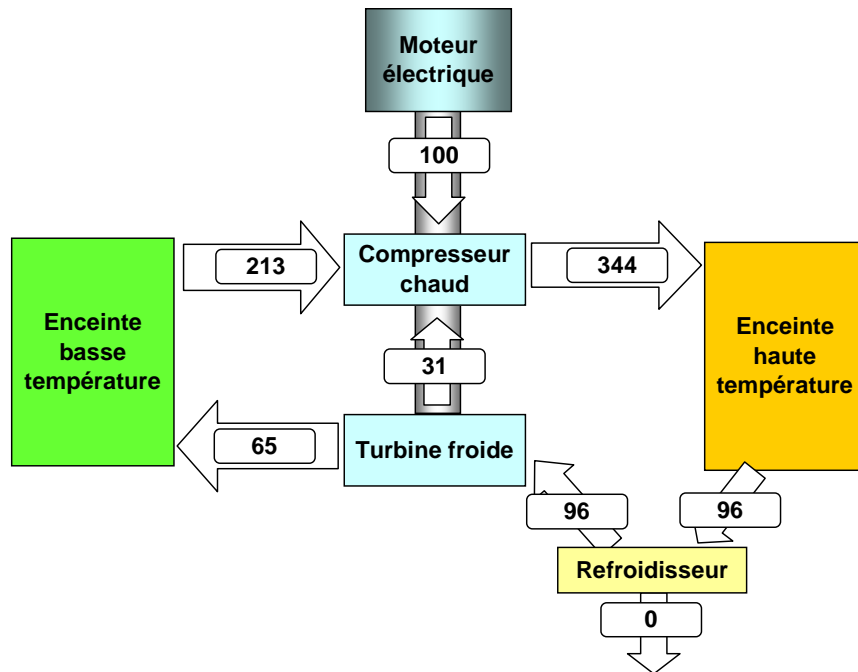 Moteur
électrique
100
213
Compresseur
chaud
344
Enceinte
basse
température
Enceinte
haute
température
31
65
Turbine froide
96
96
Refroidisseur
0